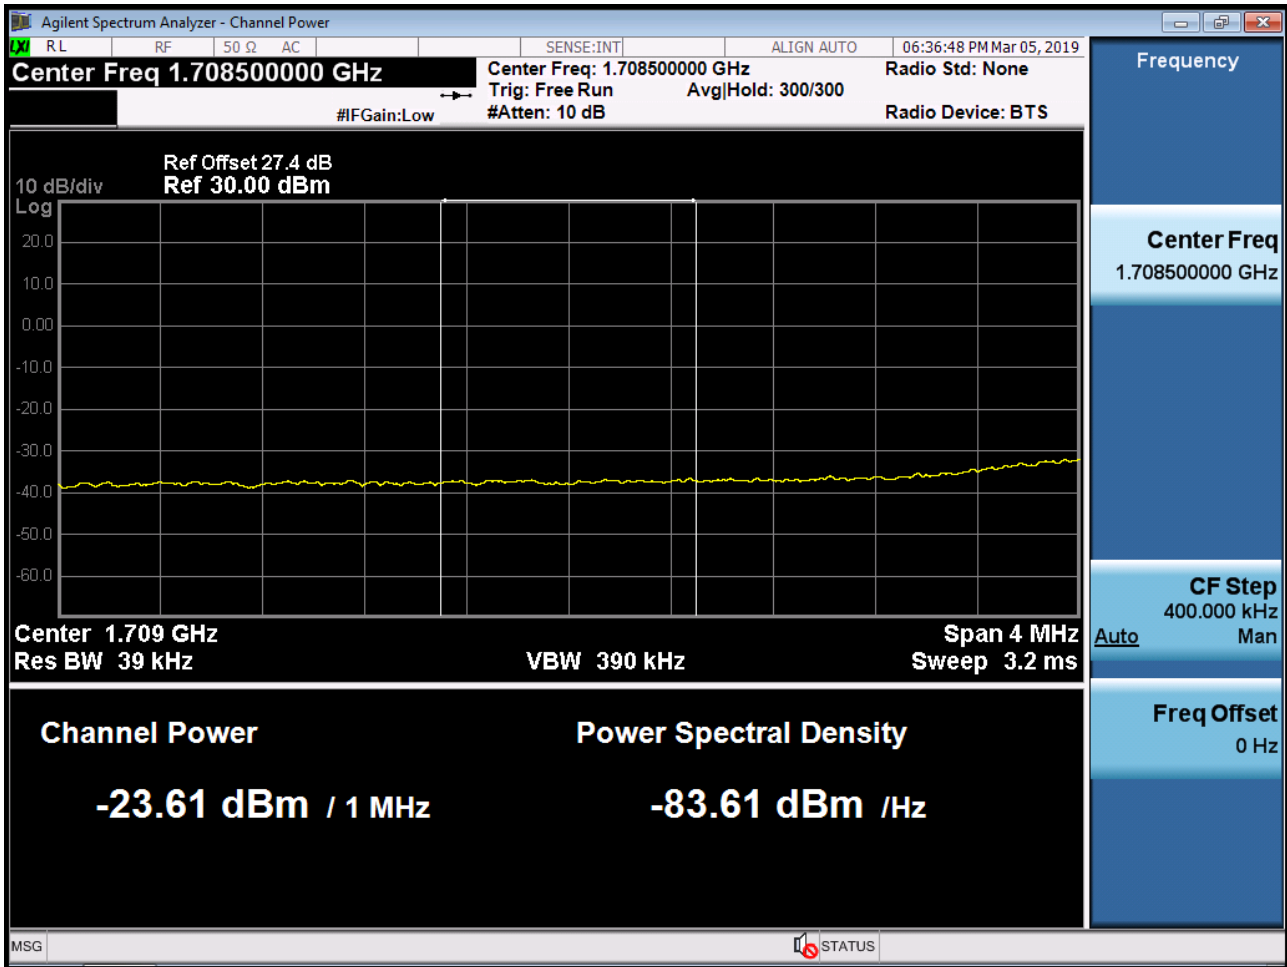 Agilent Spectrum Analyzer - Channel Power
LXI RL RF 50 Ω AC SENSE:INT ALIGN AUTO 06:36:48 PM Mar 05, 2019
Center Freq 1.708500000 GHz
Center Freq: 1.708500000 GHz Radio Std: None
Trig: Free Run Avg|Hold: 300/300
#IFGain:Low #Atten: 10 dB Radio Device: BTS
Ref Offset 27.4 dB
10 dB/div Ref 30.00 dBm
Log
20.0
10.0
0.00
-10.0
-20.0
-30.0
-40.0
-50.0
-60.0
Center 1.709 GHz Span 4 MHz
Res BW 39 kHz VBW 390 kHz Sweep 3.2 ms
Channel Power Power Spectral Density
-23.61 dBm / 1 MHz -83.61 dBm /Hz
Frequency
Center Freq
1.708500000 GHz
CF Step
400.000 kHz
Auto Man
Freq Offset
0 Hz
MSG STATUS